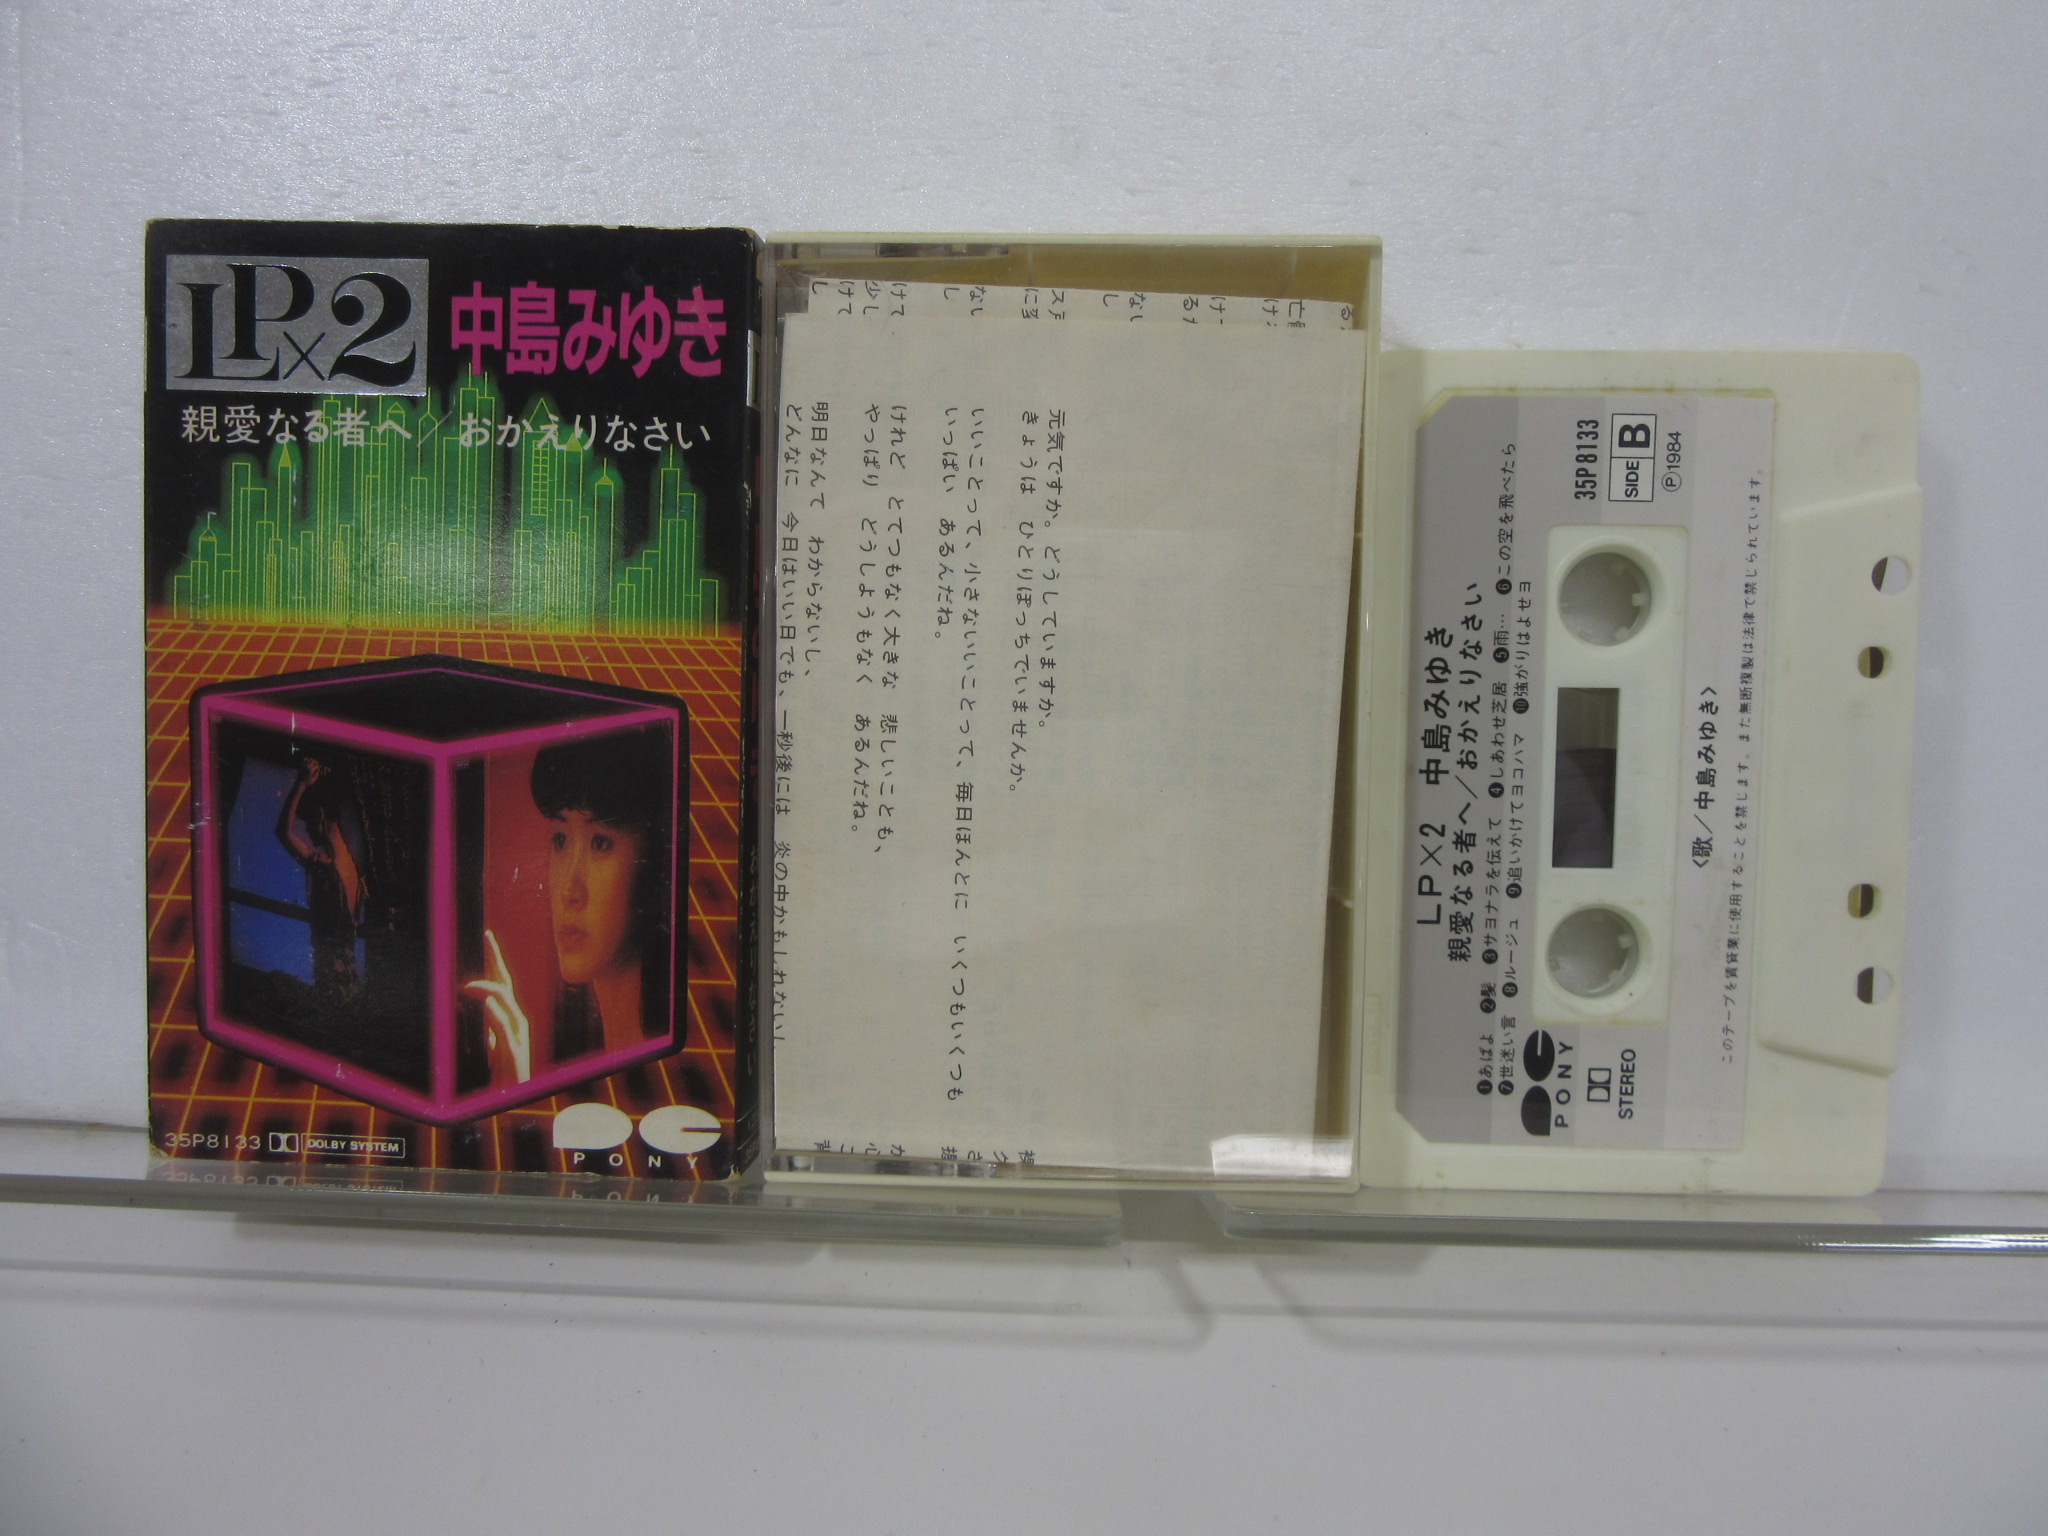 LP×2
中島みゆき
親愛なる者へ／おかえりなさい
35P8133
DOLBY SYSTEM
PONY
元気ですか。どうしていますか。
きょうは ひとりぼっちでいませんか。
いいことって、小さないいことって、毎日ほんとに いくつもいくつも
いっぱい あるんだね。
けれど とてつもなく大きな 悲しいことも、
やっぱり どうしようもなく あるんだね。
明日なんて わからないし、
どんなに 今日はいい日でも、一秒後には 炎の中かもしれないし
LP×2 中島みゆき
親愛なる者へ／おかえりなさい
❶あばよ ❷髪 ❸サヨナラを伝えて ❹しあわせ芝居 ❺雨… ❻この空を飛べたら
❼世迷い言 ❽ルージュ ❾追いかけてヨコハマ ❿強がりはよせヨ
PONY
STEREO
35P8133
SIDE B
Ⓟ1984
〈歌／中島みゆき〉
このテープを賃貸業に使用することを禁じます。また無断複製は法律で禁じられています。